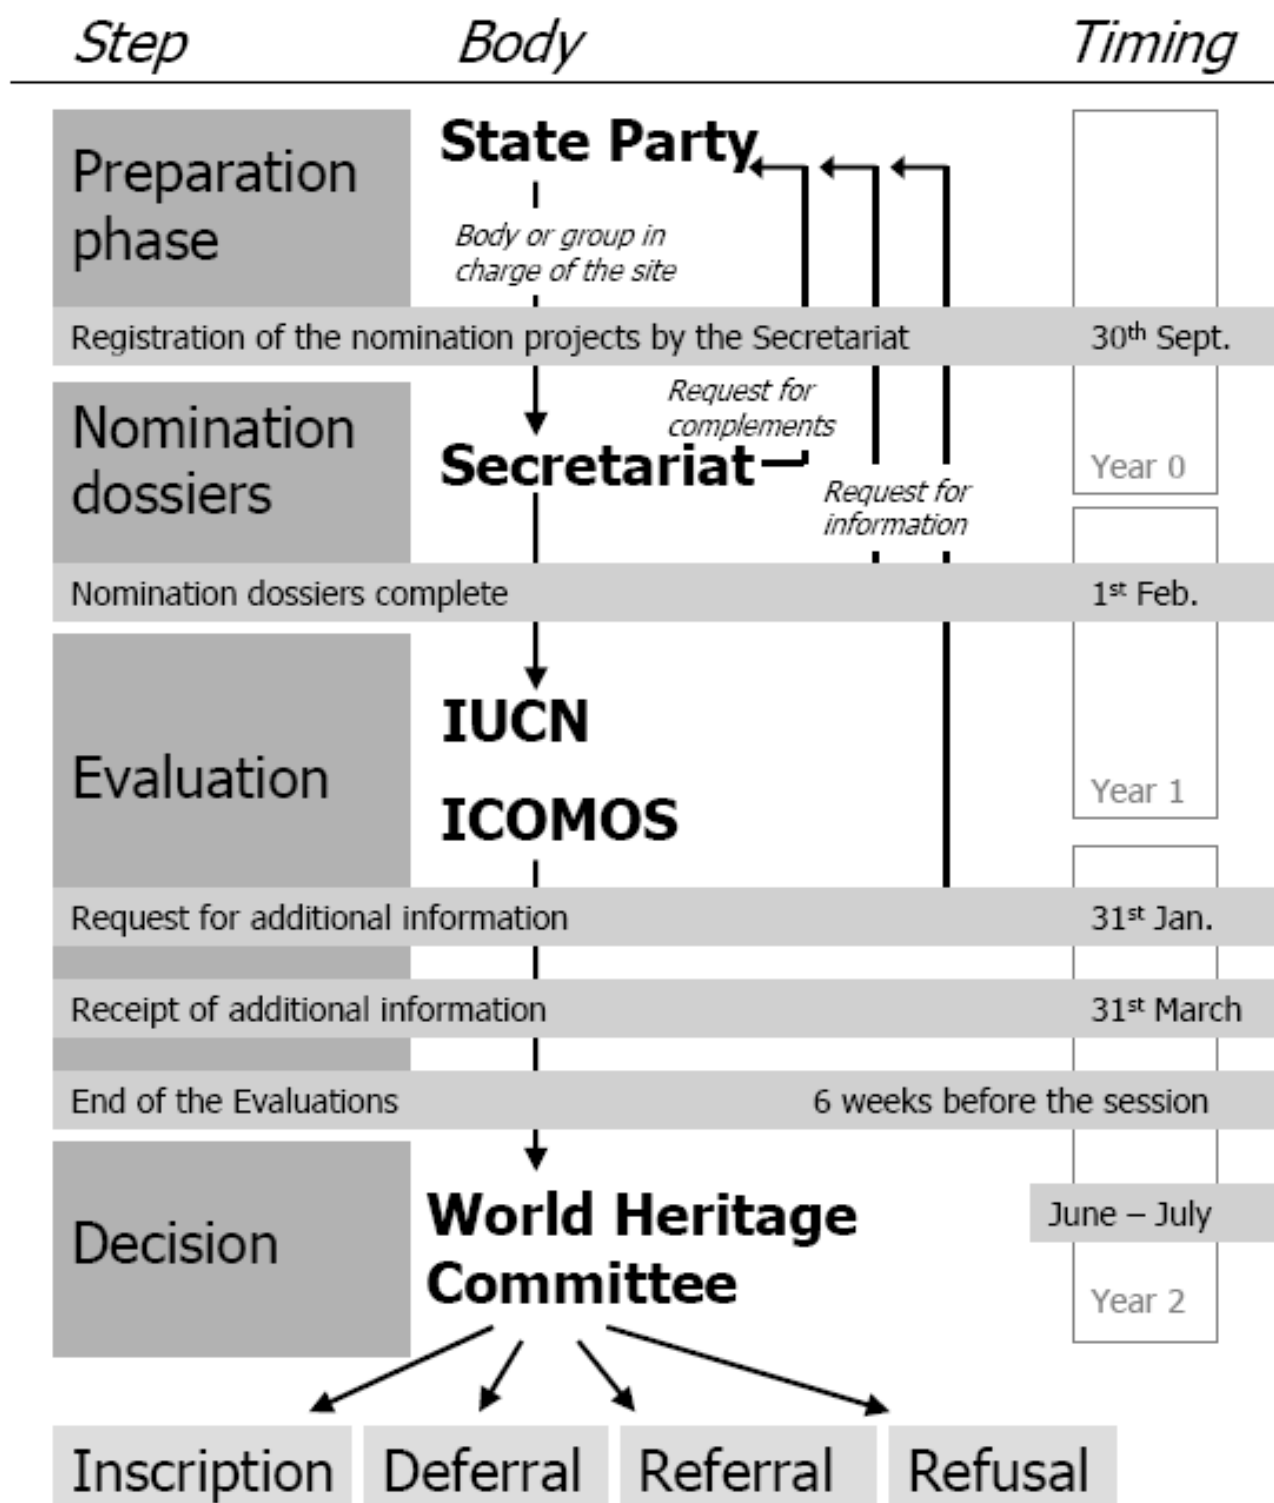 Step Body Timing
Preparation
phase
State Party
Body or group in
charge of the site
Registration of the nomination projects by the Secretariat 30th Sept.
Nomination
dossiers
Request for
complements
Secretariat
Year 0
Request for
information
Nomination dossiers complete 1st Feb.
Evaluation
IUCN
ICOMOS
Year 1
Request for additional information 31st Jan.
Receipt of additional information 31st March
End of the Evaluations 6 weeks before the session
Decision
World Heritage
Committee
June – July
Year 2
Inscription Deferral Referral Refusal